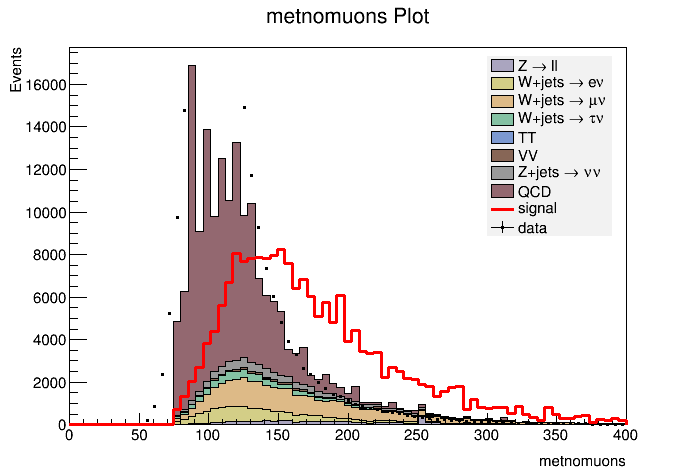 metnomuons Plot
Events
16000
14000
12000
10000
8000
6000
4000
2000
0
0 50 100 150 200 250 300 350 400
metnomuons
Z → ll
W+jets → eν
W+jets → μν
W+jets → τν
TT
VV
Z+jets → νν
QCD
signal
data